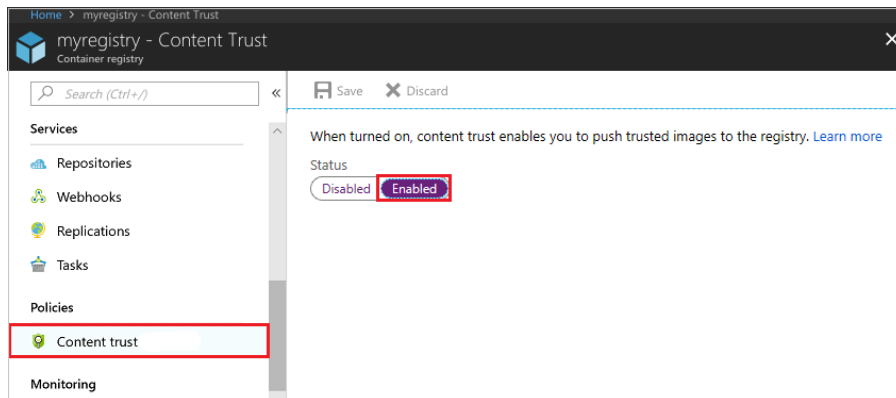 Home > myregistry - Content Trust
myregistry - Content Trust
Container registry
Search (Ctrl+/)
Save
Discard
Services
Repositories
Webhooks
Replications
Tasks
Policies
Content trust
Monitoring
When turned on, content trust enables you to push trusted images to the registry. Learn more
Status
Disabled Enabled